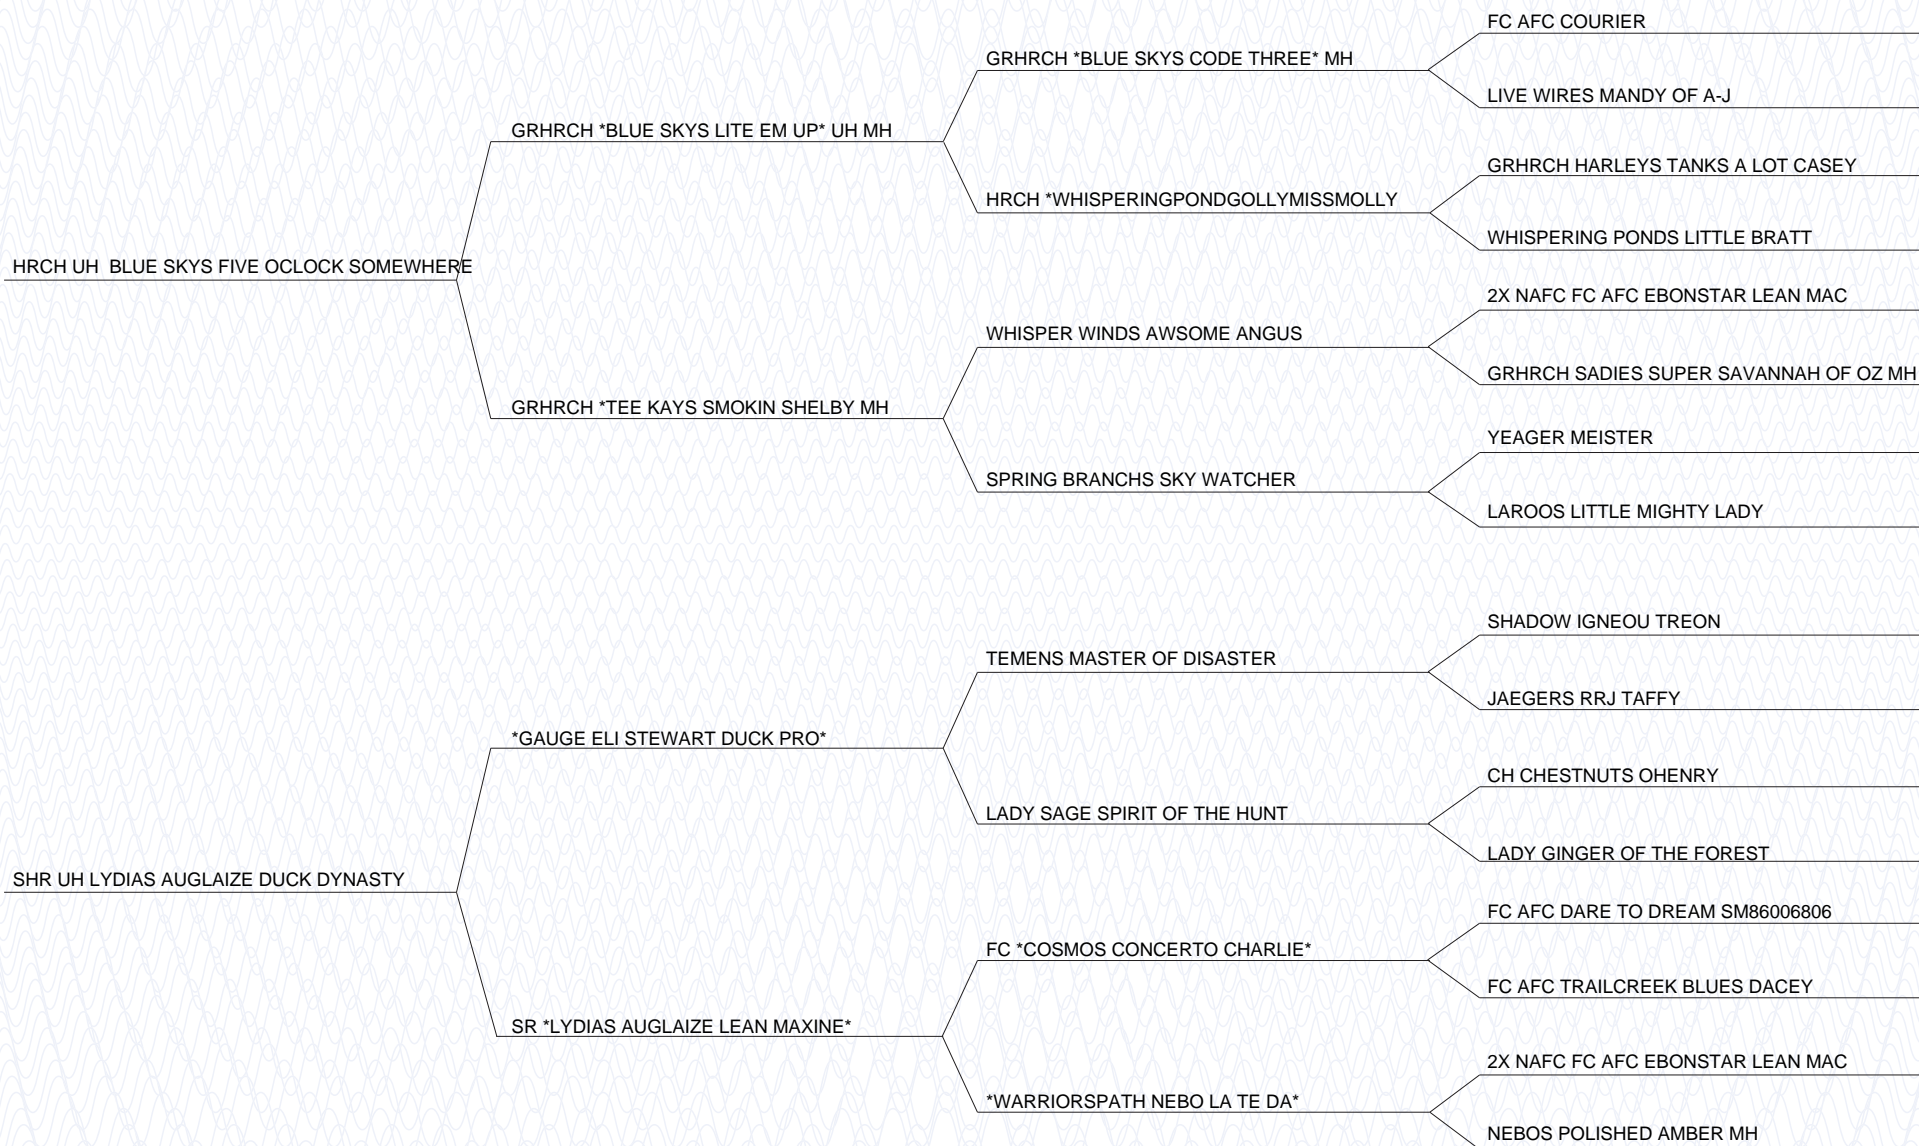 FC AFC COURIER
GRHRCH *BLUE SKYS CODE THREE* MH
LIVE WIRES MANDY OF A-J
GRHRCH *BLUE SKYS LITE EM UP* UH MH
GRHRCH HARLEYS TANKS A LOT CASEY
HRCH *WHISPERINGPONDGOLLYMISSMOLLY
WHISPERING PONDS LITTLE BRATT
HRCH UH  BLUE SKYS FIVE OCLOCK SOMEWHERE
2X NAFC FC AFC EBONSTAR LEAN MAC
WHISPER WINDS AWSOME ANGUS
GRHRCH SADIES SUPER SAVANNAH OF OZ MH
GRHRCH *TEE KAYS SMOKIN SHELBY MH
YEAGER MEISTER
SPRING BRANCHS SKY WATCHER
LAROOS LITTLE MIGHTY LADY
SHADOW IGNEOU TREON
TEMENS MASTER OF DISASTER
JAEGERS RRJ TAFFY
*GAUGE ELI STEWART DUCK PRO*
CH CHESTNUTS OHENRY
LADY SAGE SPIRIT OF THE HUNT
LADY GINGER OF THE FOREST
SHR UH LYDIAS AUGLAIZE DUCK DYNASTY
FC AFC DARE TO DREAM SM86006806
FC *COSMOS CONCERTO CHARLIE*
FC AFC TRAILCREEK BLUES DACEY
SR *LYDIAS AUGLAIZE LEAN MAXINE*
2X NAFC FC AFC EBONSTAR LEAN MAC
*WARRIORSPATH NEBO LA TE DA*
NEBOS POLISHED AMBER MH